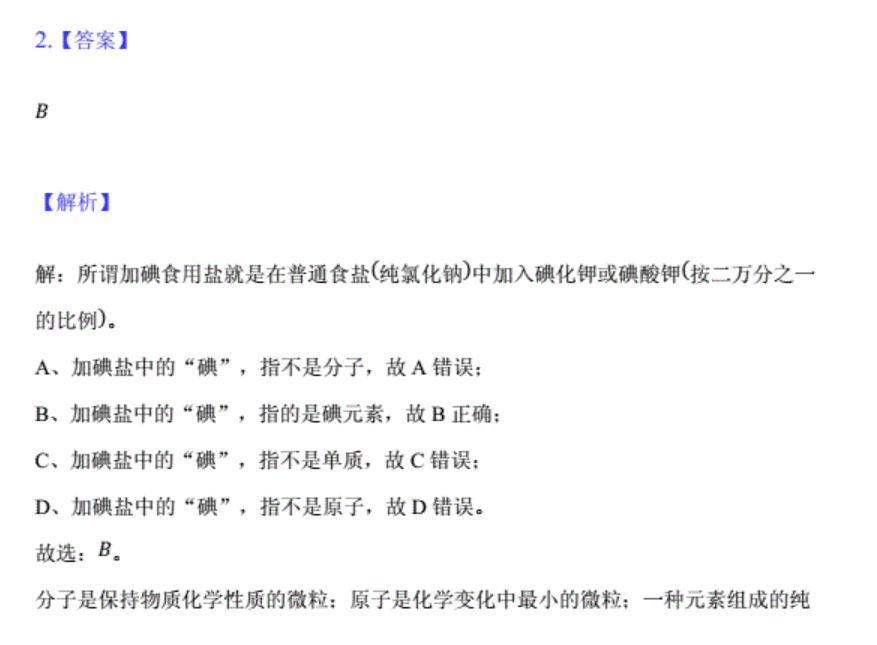 2.【答案】
B
【解析】
解：所谓加碘食用盐就是在普通食盐(纯氯化钠)中加入碘化钾或碘酸钾(按二万分之一
的比例)。
A、加碘盐中的“碘”，指不是分子，故 A 错误；
B、加碘盐中的“碘”，指的是碘元素，故 B 正确；
C、加碘盐中的“碘”，指不是单质，故 C 错误；
D、加碘盐中的“碘”，指不是原子，故 D 错误。
故选：B。
分子是保持物质化学性质的微粒；原子是化学变化中最小的微粒；一种元素组成的纯